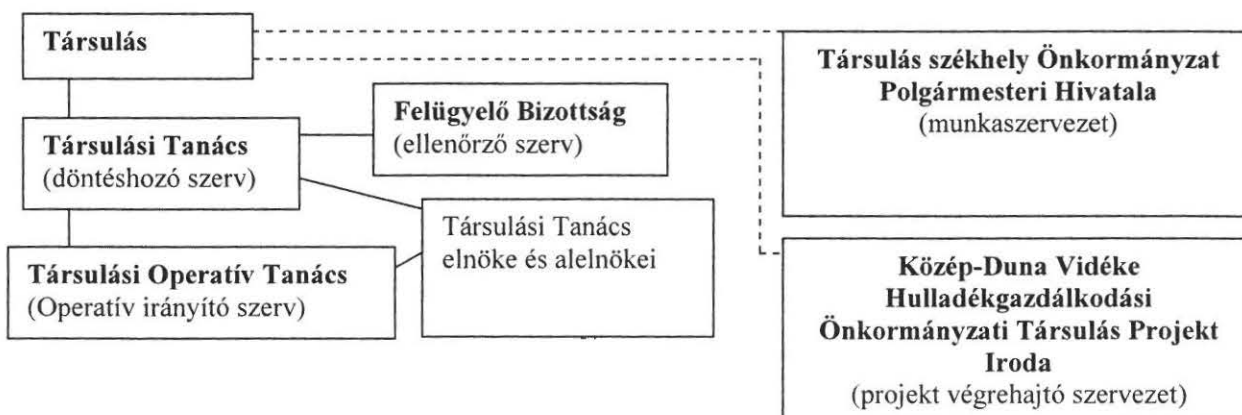 Társulás
Társulási Tanács
(döntéshozó szerv)
Társulási Operatív Tanács
(Operatív irányító szerv)
Felügyelő Bizottság
(ellenőrző szerv)
Társulási Tanács
elnöke és alelnökei
Társulás székhely Önkormányzat
Polgármesteri Hivatala
(munkaszervezet)
Közép-Duna Vidéke
Hulladékgazdálkodási
Önkormányzati Társulás Projekt
Iroda
(projekt végrehajtó szervezet)